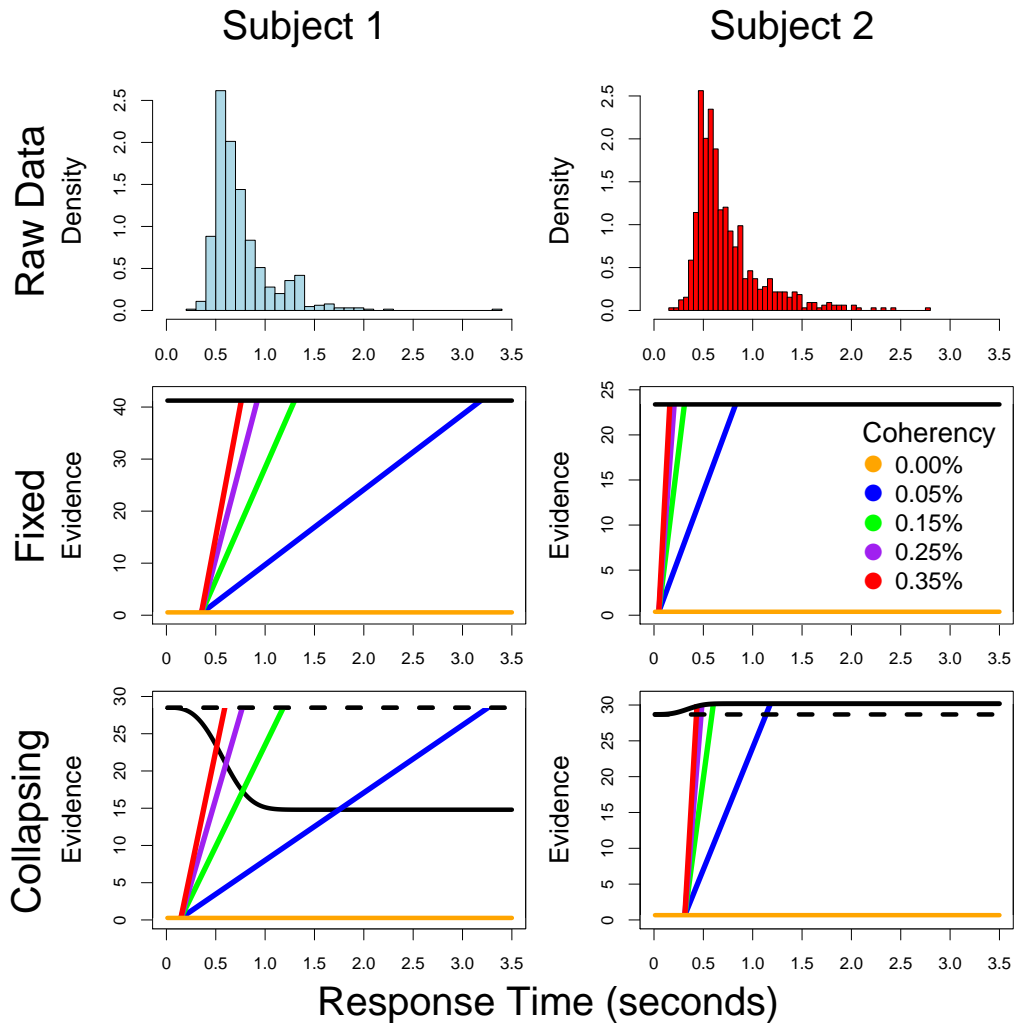 Subject 1
Subject 2
Raw Data
Density
0.0 0.5 1.0 1.5 2.0 2.5
0.0 0.5 1.0 1.5 2.0 2.5 3.0 3.5
Density
0.0 0.5 1.0 1.5 2.0 2.5
0.0 0.5 1.0 1.5 2.0 2.5 3.0 3.5
Fixed
Evidence
0 10 20 30 40
0 0.5 1.0 1.5 2.0 2.5 3.0 3.5
Evidence
0 5 10 15 20 25
Coherency
0.00%
0.05%
0.15%
0.25%
0.35%
0 0.5 1.0 1.5 2.0 2.5 3.0 3.5
Collapsing
Evidence
0 5 10 15 20 25 30
0 0.5 1.0 1.5 2.0 2.5 3.0 3.5
Evidence
0 5 10 15 20 25 30
0 0.5 1.0 1.5 2.0 2.5 3.0 3.5
Response Time (seconds)